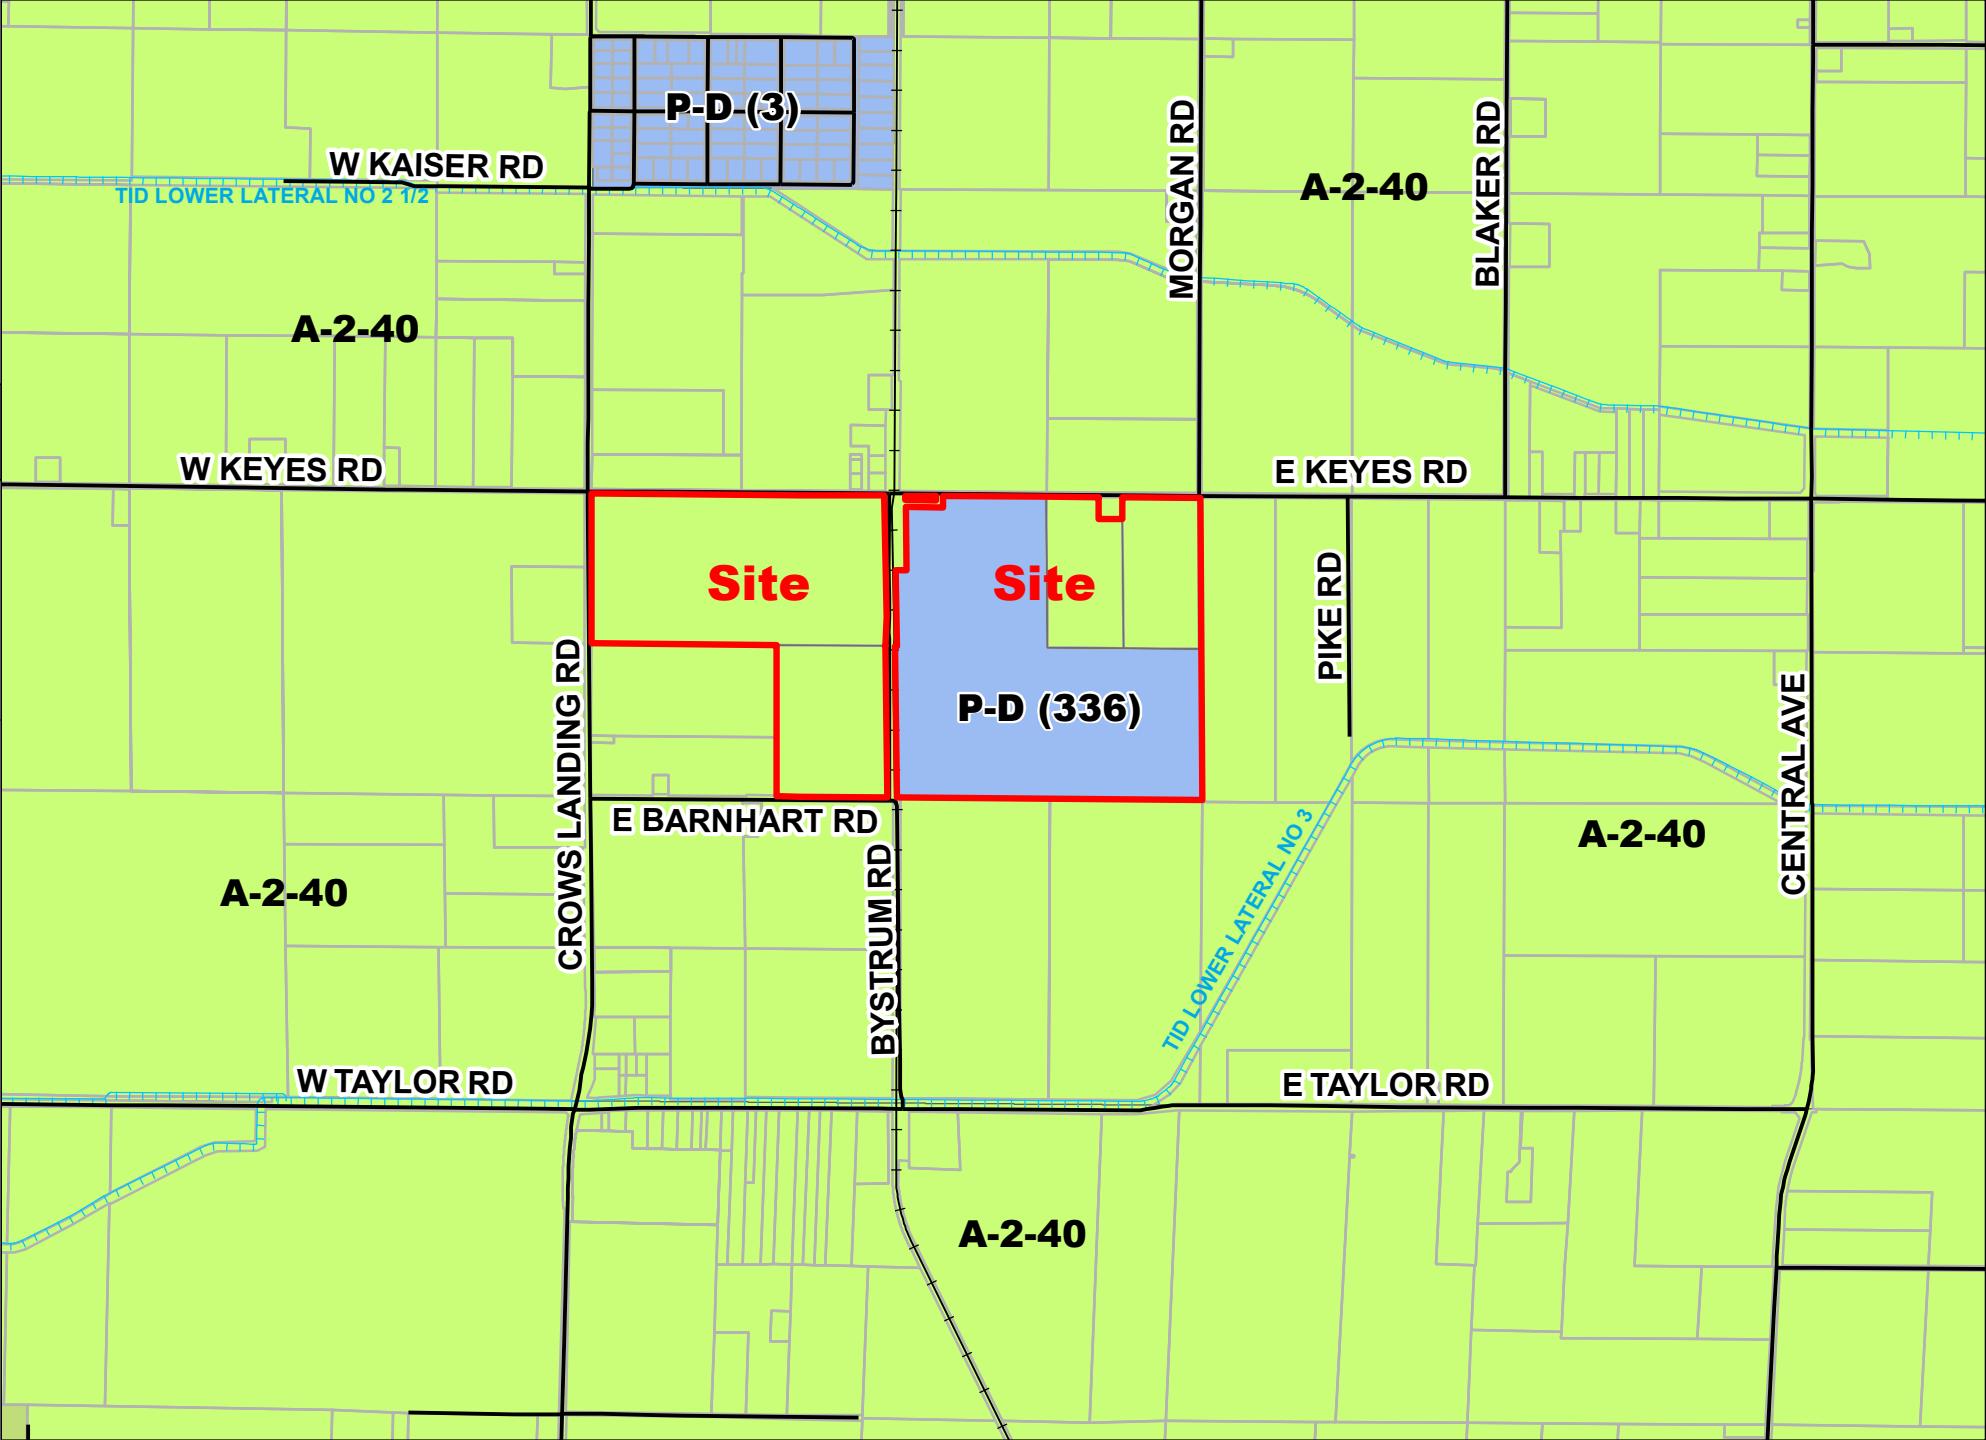 P-D (3)
W KAISER RD
TID LOWER LATERAL NO 2 1/2
MORGAN RD
BLAKER RD
A-2-40
A-2-40
W KEYES RD
E KEYES RD
Site
Site
PIKE RD
CROWS LANDING RD
P-D (336)
CENTRAL AVE
E BARNHART RD
A-2-40
A-2-40
BYSTRUM RD
TID LOWER LATERAL NO 3
W TAYLOR RD
E TAYLOR RD
A-2-40